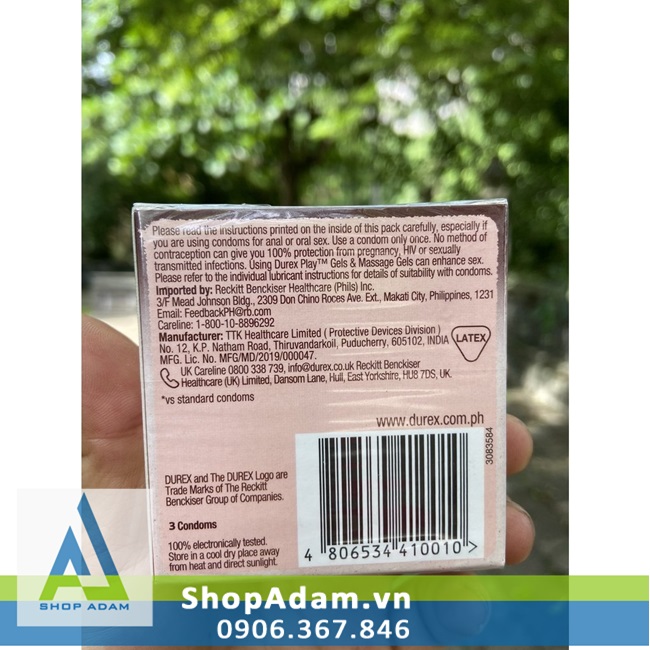 Please read the instructions printed on the inside of this pack carefully, especially if
you are using condoms for anal or oral sex. Use a condom only once. No method of
contraception can give you 100% protection from pregnancy, HIV or sexually
transmitted infections. Using Durex Play™ Gels & Massage Gels can enhance sex.
Please refer to the individual lubricant instructions for details of suitability with condoms.
Imported by: Reckitt Benckiser Healthcare (Phils) Inc.
3/F Mead Johnson Bldg., 2309 Don Chino Roces Ave. Ext., Makati City, Philippines, 1231
Email: FeedbackPH@rb.com
Careline: 1-800-10-8896292
Manufacturer: TTK Healthcare Limited ( Protective Devices Division )
No. 12, K.P. Natham Road, Thiruvandarkoil, Puducherry, 605102, INDIA
MFG. Lic. No. MFG/MD/2019/000047.
LATEX
UK Careline 0800 338 739, info@durex.co.uk Reckitt Benckiser
Healthcare (UK) Limited, Dansom Lane, Hull, East Yorkshire, HU8 7DS, UK.
*vs standard condoms
www.durex.com.ph
3083584
DUREX and The DUREX Logo are
Trade Marks of The Reckitt
Benckiser Group of Companies.
3 Condoms
100% electronically tested.
Store in a cool dry place away
from heat and direct sunlight.
4 806534 410010 >
SHOP ADAM
ShopAdam.vn
0906.367.846